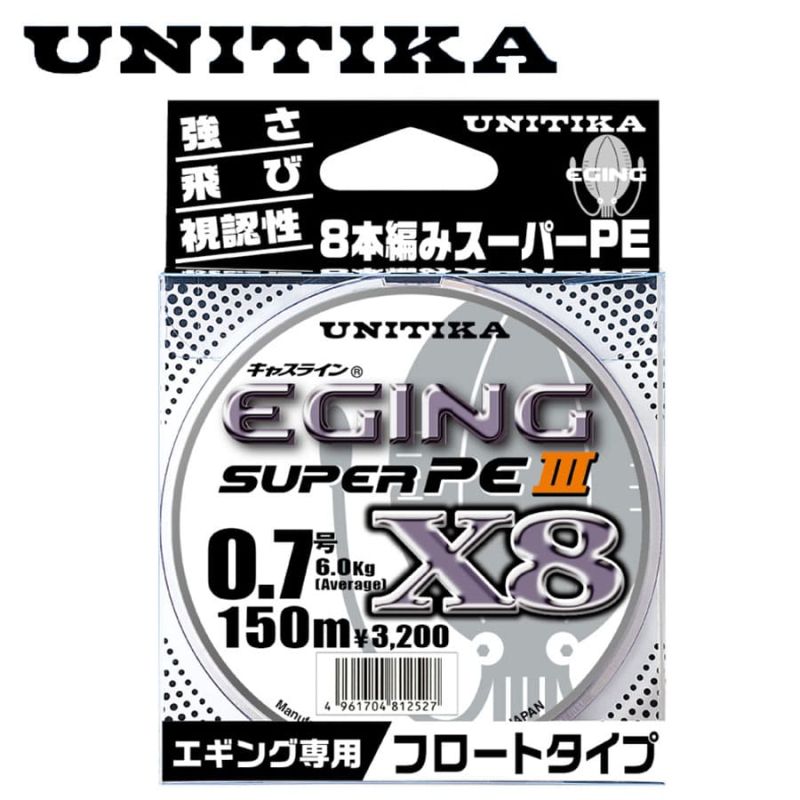 UNITIKA
強さ
飛び
視認性
UNITIKA
EGING
8本編みスーパーPE
UNITIKA
キャスライン®
EGING
SUPER PE III
X8
0.7号
6.0Kg
(Average)
150m ¥3,200
4 961704 812527
JAPAN
エギング専用 フロートタイプ